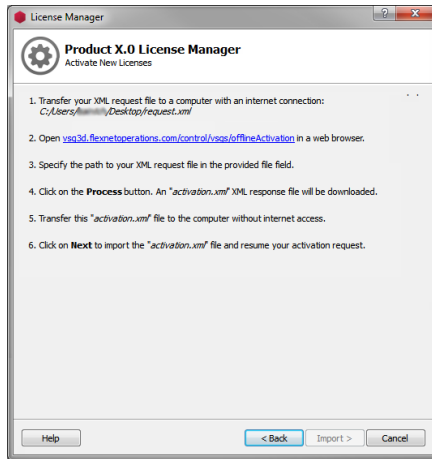 License Manager
Product X.0 License Manager
Activate New Licenses
1. Transfer your XML request file to a computer with an internet connection:
C:/Users/ /Desktop/request.xml
2. Open vsg3d.flexnetoperations.com/control/vsgs/offlineActivation in a web browser.
3. Specify the path to your XML request file in the provided file field.
4. Click on the Process button. An "activation.xml" XML response file will be downloaded.
5. Transfer this "activation.xml" file to the computer without internet access.
6. Click on Next to import the "activation.xml" file and resume your activation request.
Help
< Back
Import >
Cancel